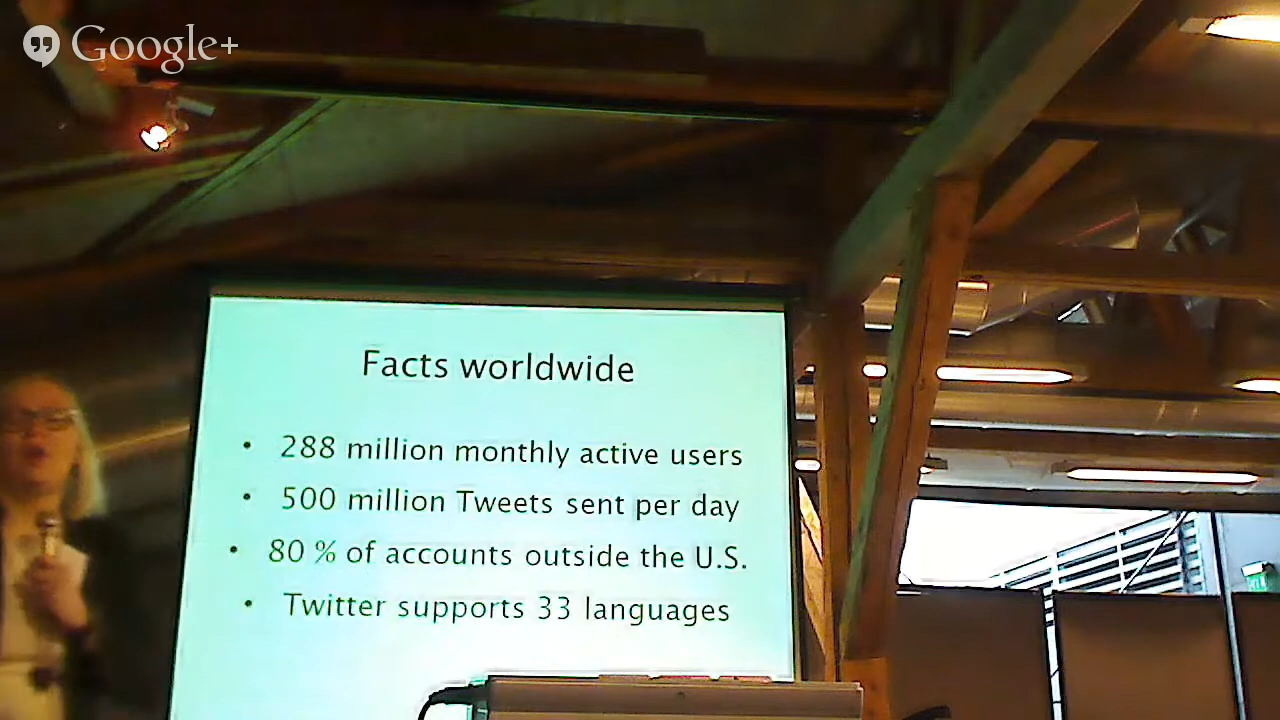 Google+
Facts worldwide
• 288 million monthly active users
• 500 million Tweets sent per day
• 80 % of accounts outside the U.S.
• Twitter supports 33 languages